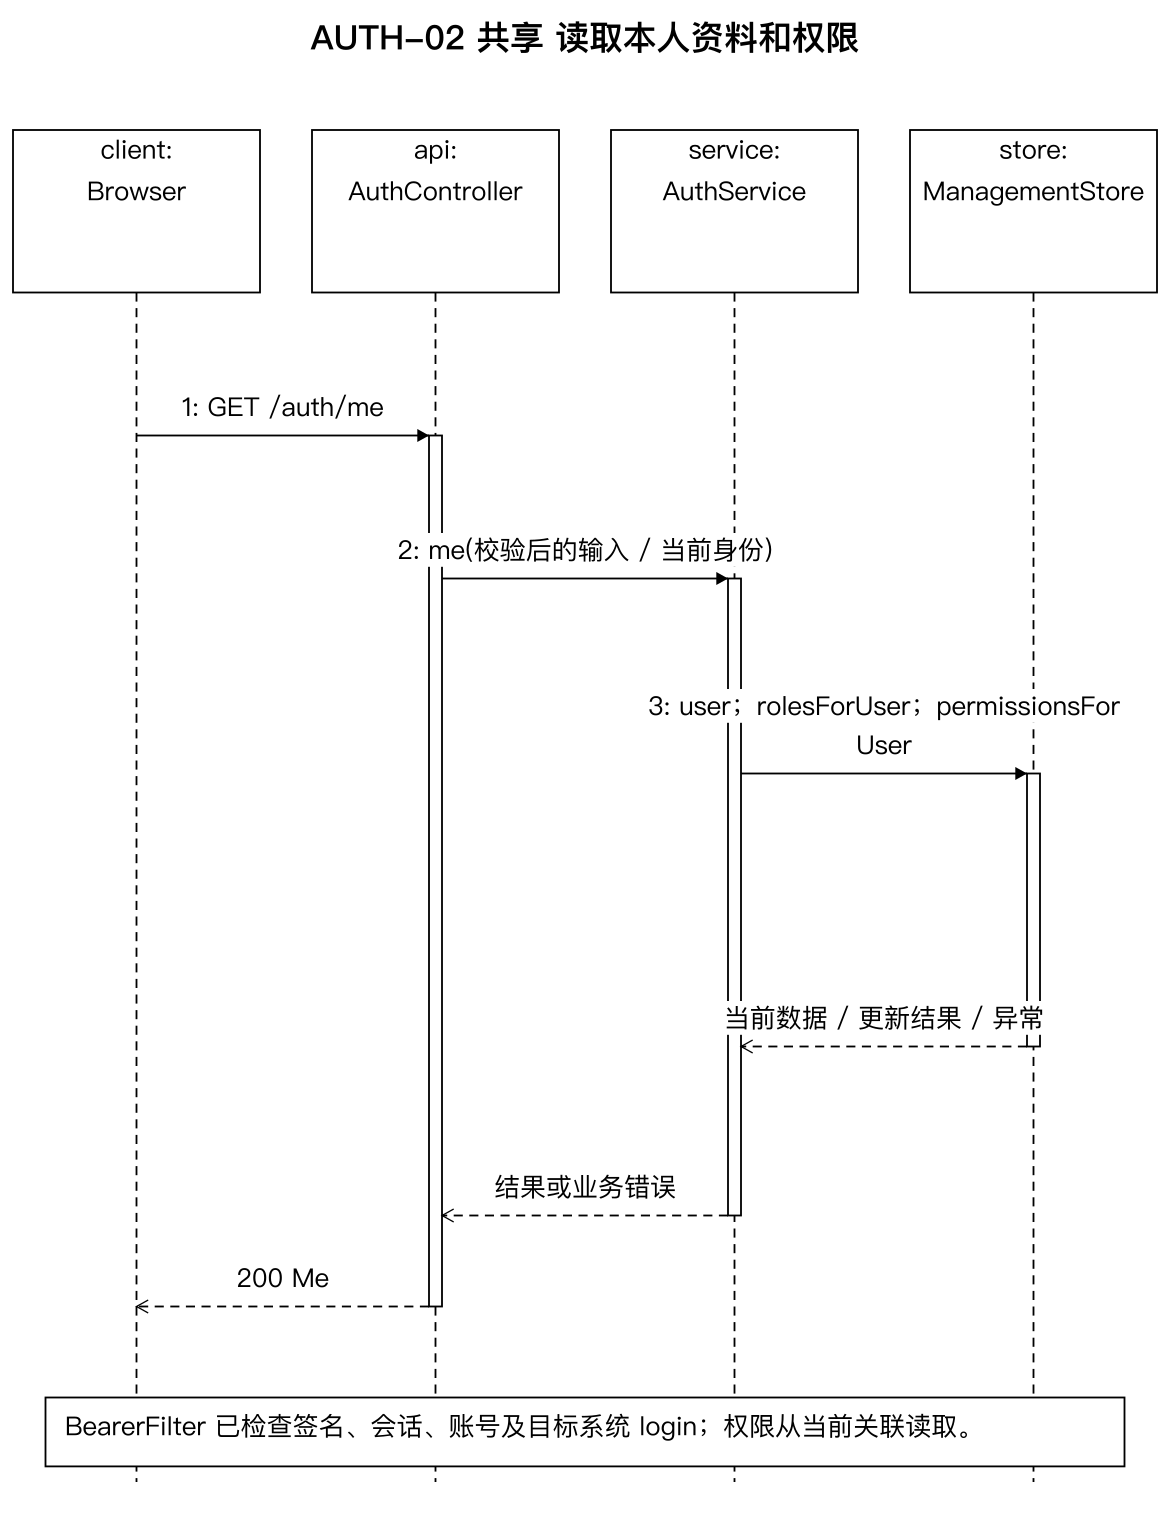 AUTH-02 共享 读取本人资料和权限
client:
Browser
api:
AuthController
service:
AuthService
store:
ManagementStore
1: GET /auth/me
2: me(校验后的输入 / 当前身份)
3: user；rolesForUser；permissionsFor
User
当前数据 / 更新结果 / 异常
结果或业务错误
200 Me
BearerFilter 已检查签名、会话、账号及目标系统 login；权限从当前关联读取。